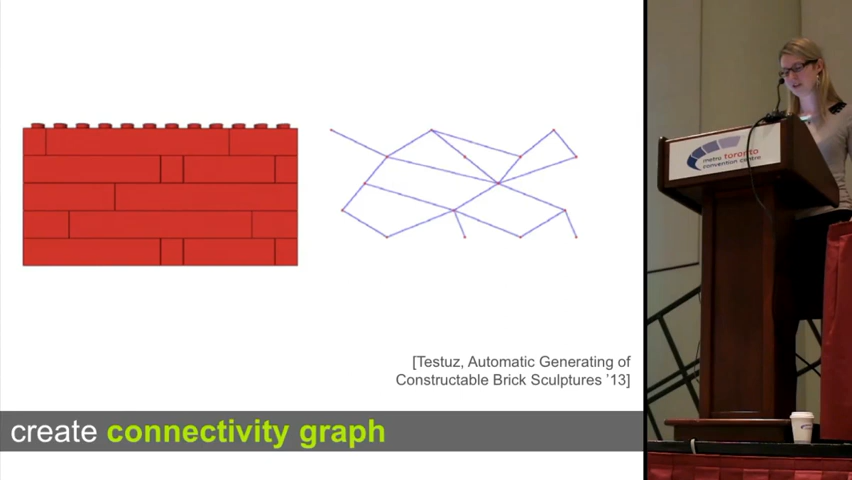 [Testuz, Automatic Generating of
Constructable Brick Sculptures ’13]
create connectivity graph
metro toronto
convention centre